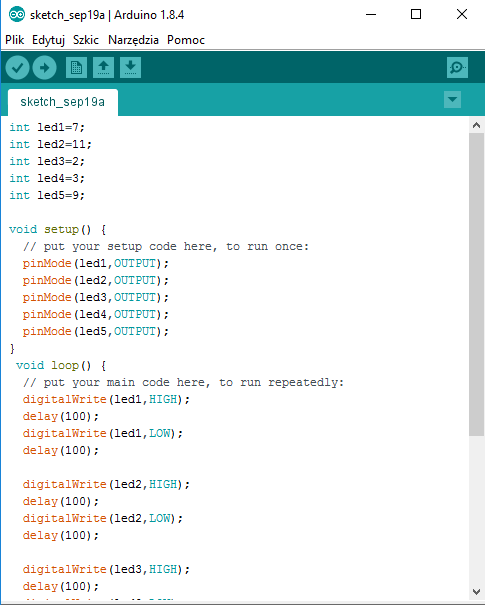 sketch_sep19a | Arduino 1.8.4
Plik Edytuj Szkic Narzędzia Pomoc
sketch_sep19a
int led1=7;
int led2=11;
int led3=2;
int led4=3;
int led5=9;
void setup() {
// put your setup code here, to run once:
pinMode(led1,OUTPUT);
pinMode(led2,OUTPUT);
pinMode(led3,OUTPUT);
pinMode(led4,OUTPUT);
pinMode(led5,OUTPUT);
}
void loop() {
// put your main code here, to run repeatedly:
digitalWrite(led1,HIGH);
delay(100);
digitalWrite(led1,LOW);
delay(100);
digitalWrite(led2,HIGH);
delay(100);
digitalWrite(led2,LOW);
delay(100);
digitalWrite(led3,HIGH);
delay(100);